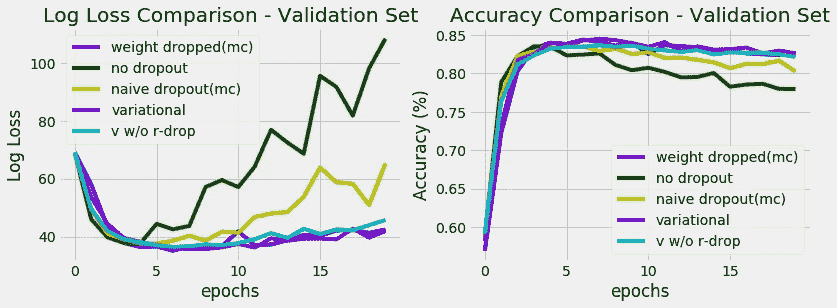 Log Loss Comparison - Validation Set
Log Loss
100
80
60
40
weight dropped(mc)
no dropout
naive dropout(mc)
variational
v w/o r-drop
0
5
10
15
epochs
Accuracy Comparison - Validation Set
Accuracy (%)
0.85
0.80
0.75
0.70
0.65
0.60
weight dropped(mc)
no dropout
naive dropout(mc)
variational
v w/o r-drop
0
5
10
15
epochs